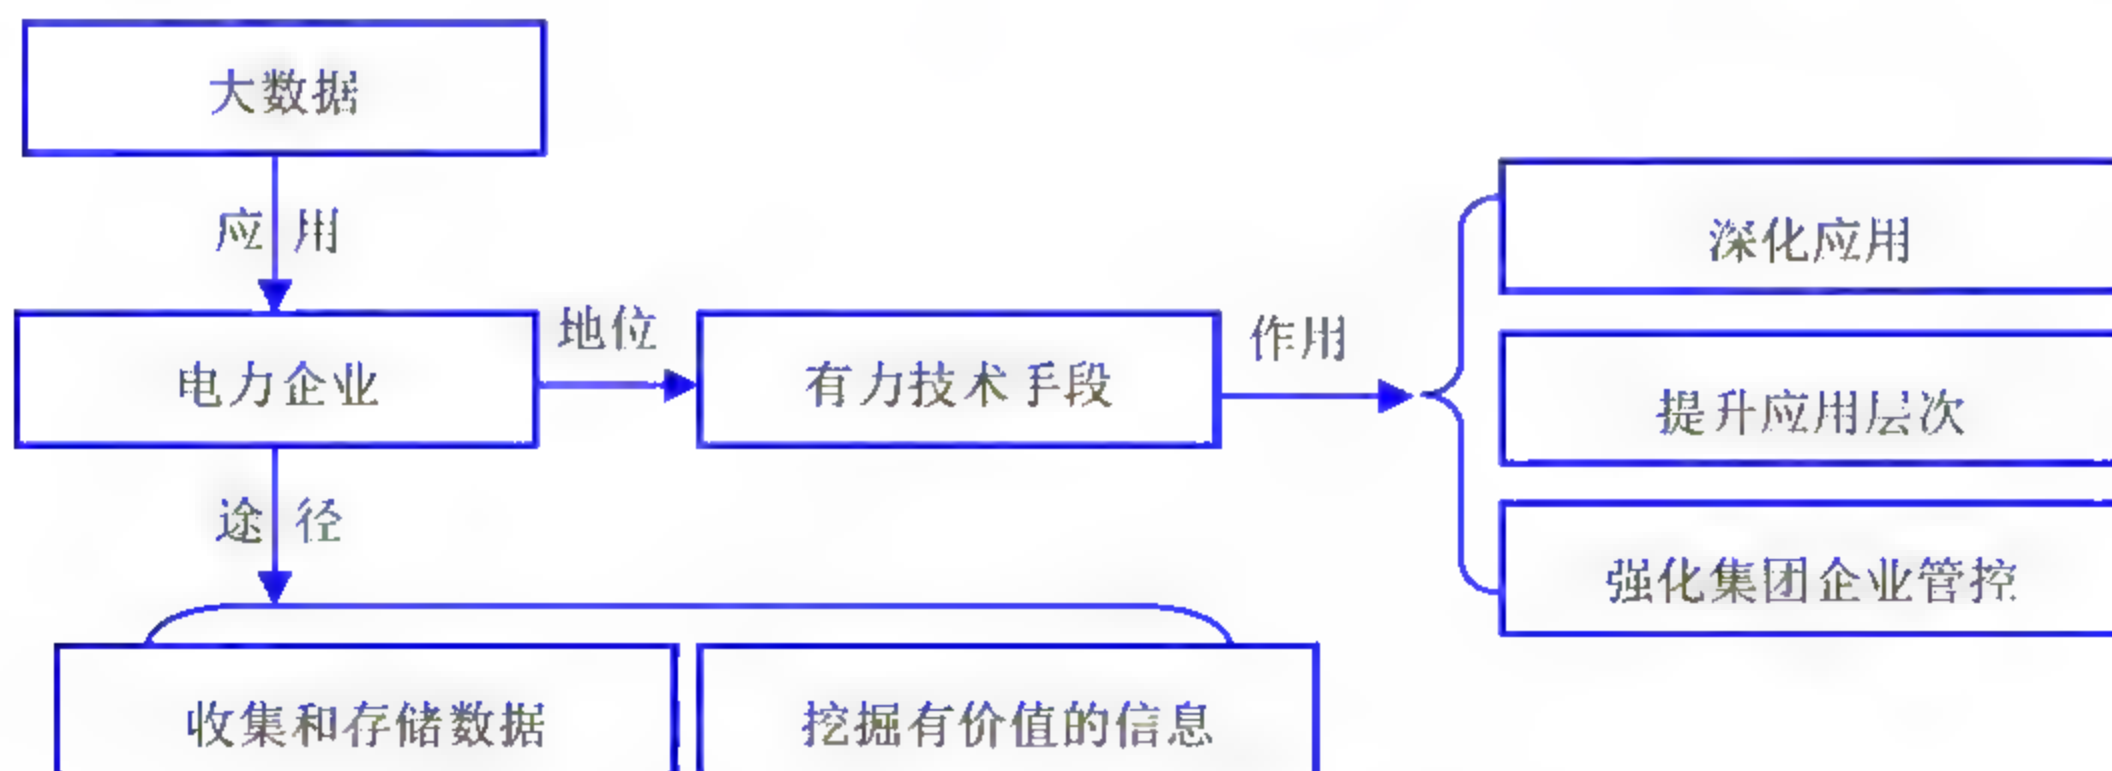 大数据
应用
电力企业
地位
有力技术手段
作用
深化应用
提升应用层次
强化集团企业管控
途径
收集和存储数据
挖掘有价值的信息